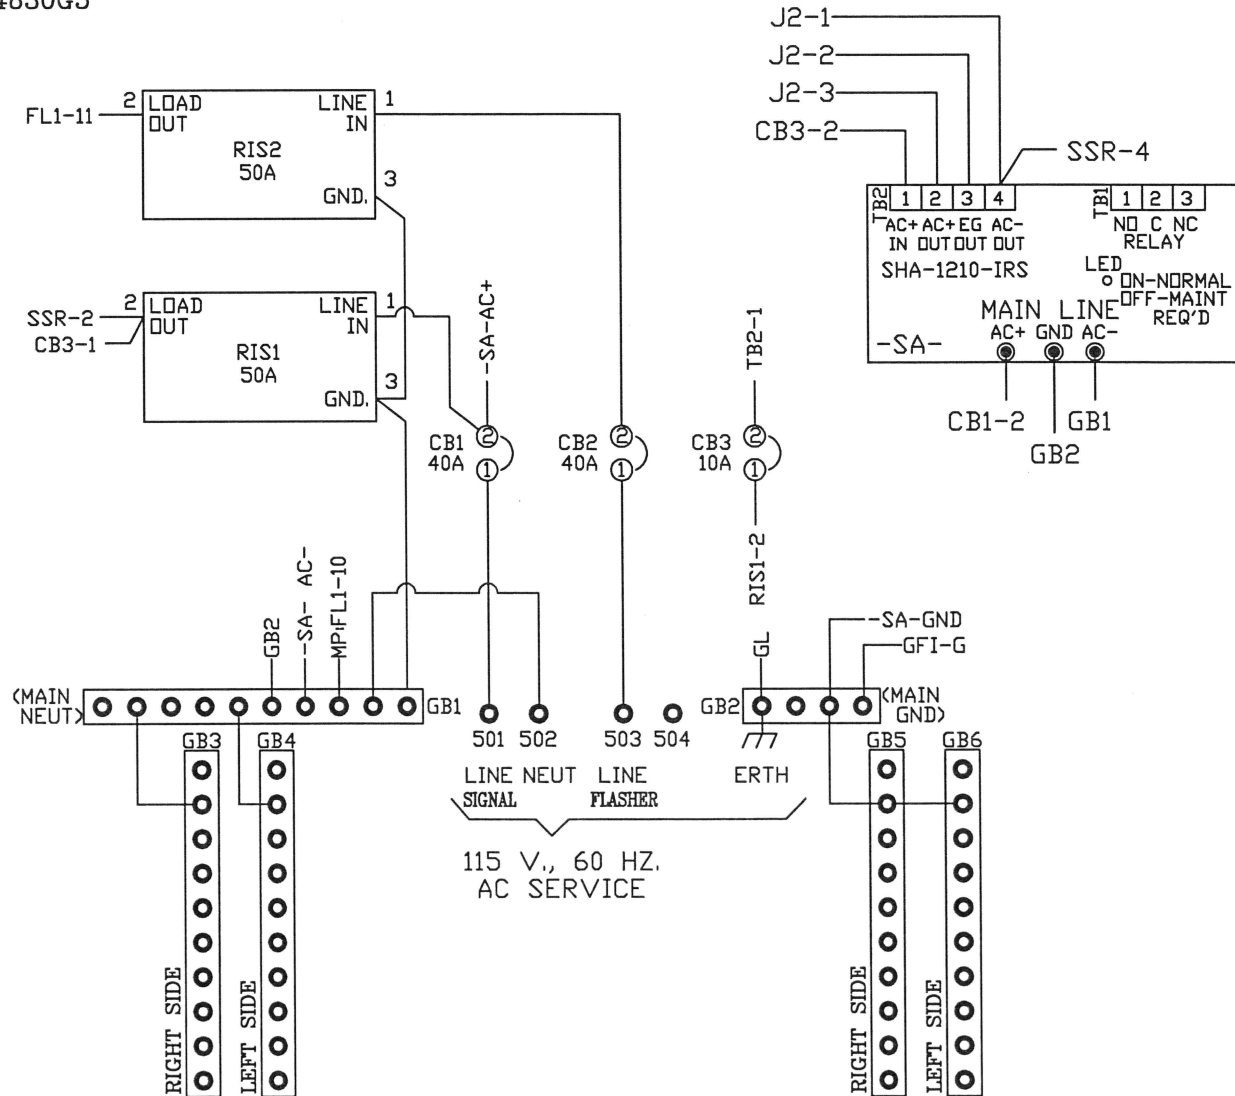 J2-1
J2-2
J2-3
CB3-2
SSR-4
FL1-11
2 LOAD OUT
LINE IN 1
RIS2
50A
GND. 3
SSR-2
CB3-1
2 LOAD OUT
LINE IN 1
RIS1
50A
GND. 3
TB2 1 2 3 4
TB1 1 2 3
AC+ AC+ EG AC-
IN OUT OUT OUT
NO C NC
RELAY
SHA-1210-IRS
LED
ON-NORMAL
OFF-MAINT
REQ'D
MAIN LINE
AC+ GND AC-
-SA-
CB1-2
GB2
GB1
-SA-AC+
TB2-1
CB1
40A
2
1
CB2
40A
2
1
CB3
10A
2
1
RIS1-2
GB2
-SA- AC-
MP:FL1-10
GL
-SA-GND
GFI-G
(MAIN
NEUT)
GB1
GB2
(MAIN
GND)
501 502 503 504
LINE NEUT LINE ERTH
SIGNAL FLASHER
115 V., 60 HZ.
AC SERVICE
GB3 GB4
GB5 GB6
RIGHT SIDE
LEFT SIDE
RIGHT SIDE
LEFT SIDE